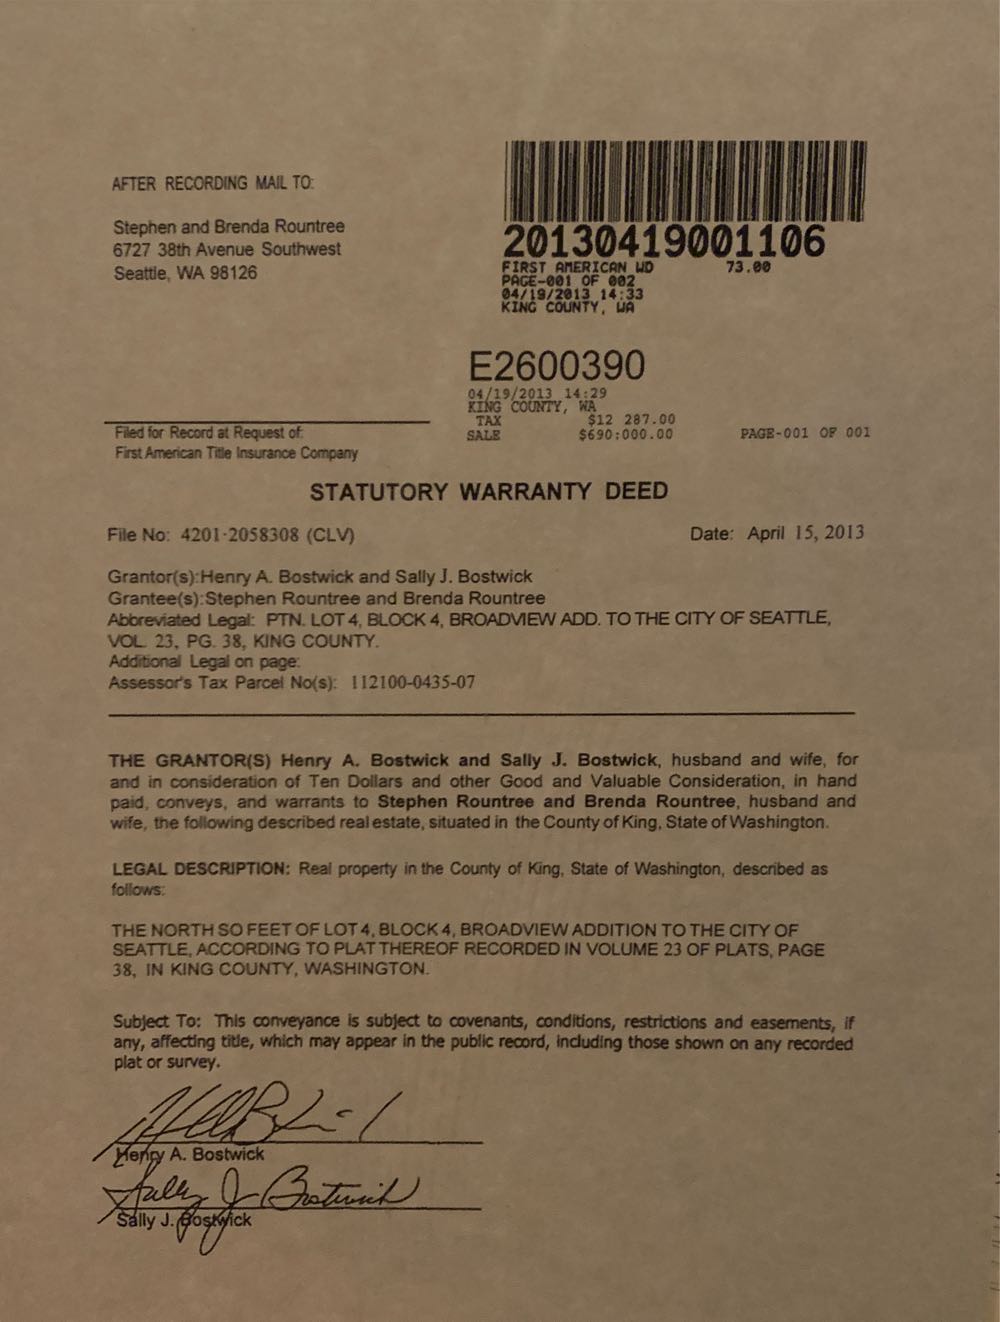 AFTER RECORDING MAIL TO:
Stephen and Brenda Rountree
6727 38th Avenue Southwest
Seattle, WA 98126
20130419001106
FIRST AMERICAN WD 73.00
PAGE-001 OF 002
04/19/2013 14:33
KING COUNTY, WA
E2600390
04/19/2013 14:29
KING COUNTY, WA
TAX $12 287.00
SALE $690:000.00 PAGE-001 OF 001
Filed for Record at Request of:
First American Title Insurance Company
STATUTORY WARRANTY DEED
File No: 4201-2058308 (CLV) Date: April 15, 2013
Grantor(s):Henry A. Bostwick and Sally J. Bostwick
Grantee(s):Stephen Rountree and Brenda Rountree
Abbreviated Legal: PTN. LOT 4, BLOCK 4, BROADVIEW ADD. TO THE CITY OF SEATTLE,
VOL. 23, PG. 38, KING COUNTY.
Additional Legal on page:
Assessor's Tax Parcel No(s): 112100-0435-07
THE GRANTOR(S) Henry A. Bostwick and Sally J. Bostwick, husband and wife, for
and in consideration of Ten Dollars and other Good and Valuable Consideration, in hand
paid, conveys, and warrants to Stephen Rountree and Brenda Rountree, husband and
wife, the following described real estate, situated in the County of King, State of Washington.
LEGAL DESCRIPTION: Real property in the County of King, State of Washington, described as
follows:
THE NORTH SO FEET OF LOT 4, BLOCK 4, BROADVIEW ADDITION TO THE CITY OF
SEATTLE, ACCORDING TO PLAT THEREOF RECORDED IN VOLUME 23 OF PLATS, PAGE
38, IN KING COUNTY, WASHINGTON.
Subject To: This conveyance is subject to covenants, conditions, restrictions and easements, if
any, affecting title, which may appear in the public record, including those shown on any recorded
plat or survey.
Henry A. Bostwick
Sally J. Bostwick
Sally J. Bostwick